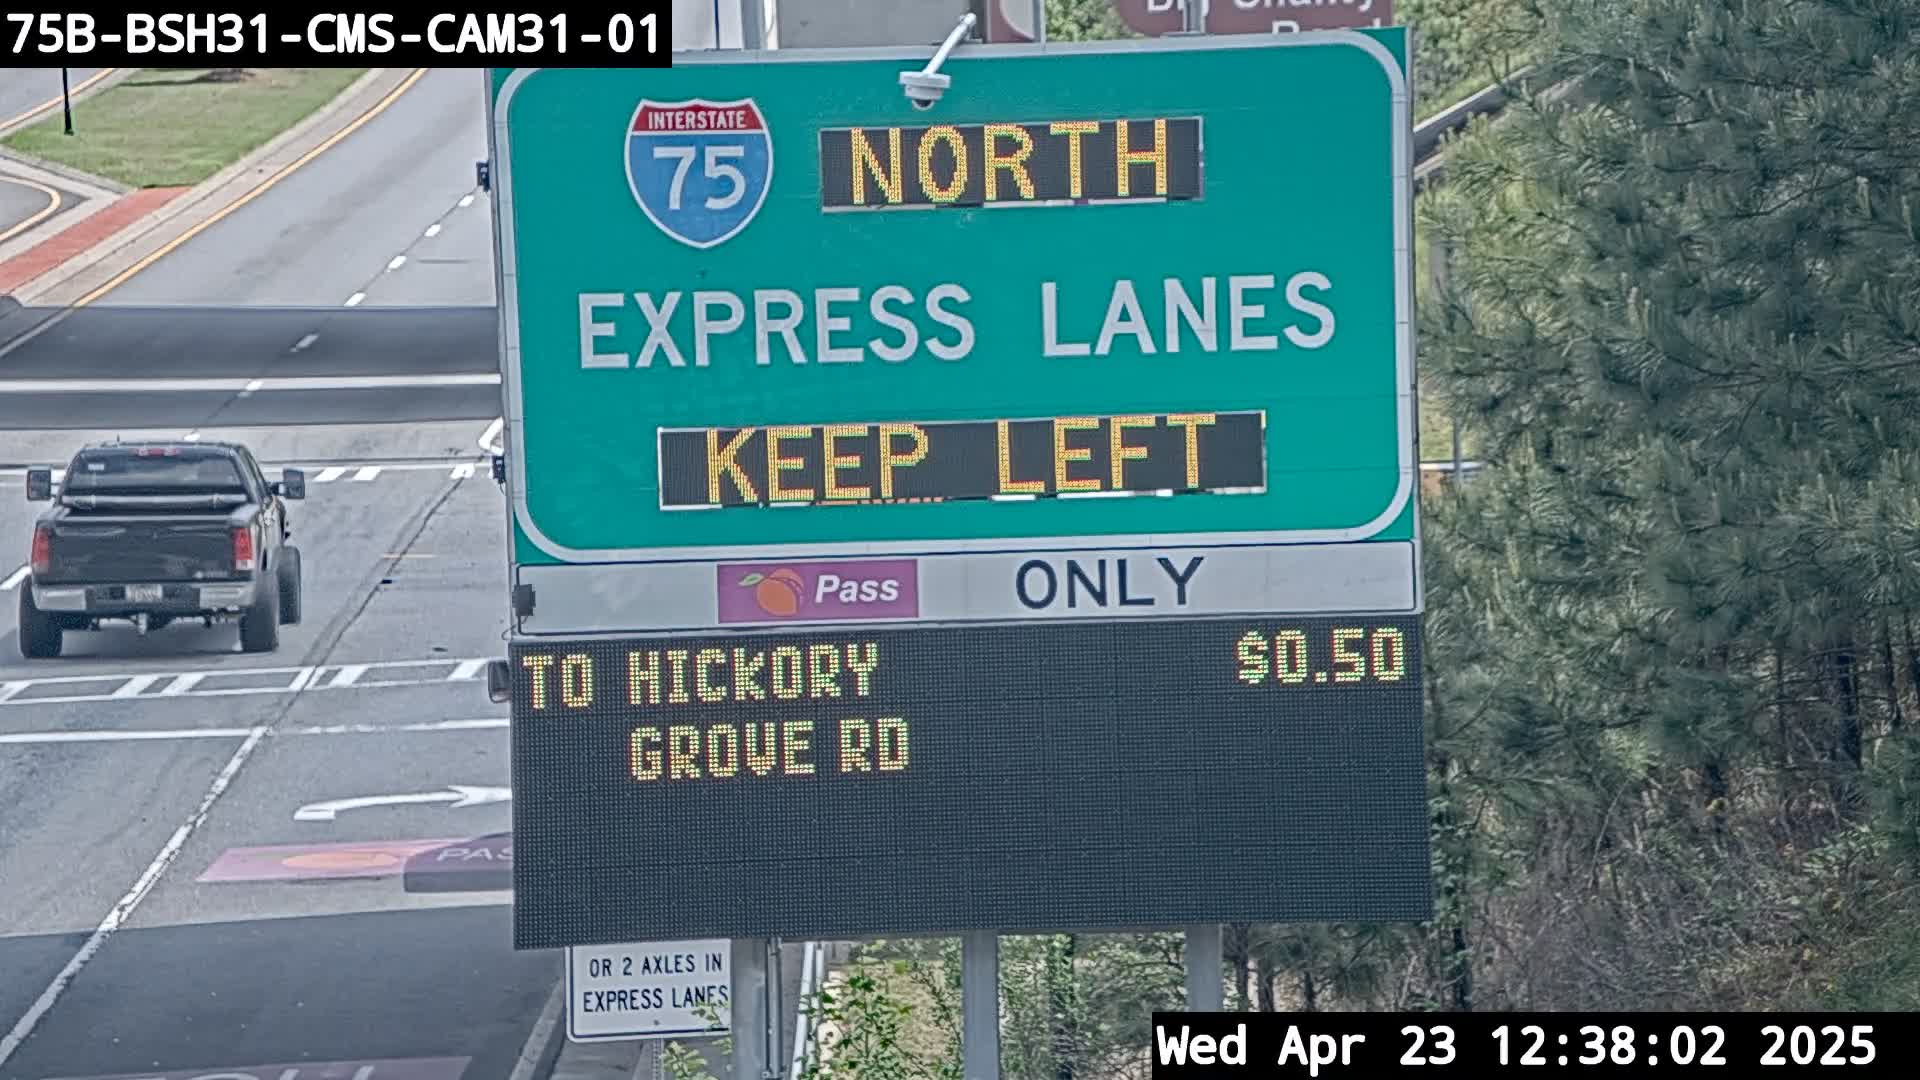 75B-BSH31-CMS-CAM31-01
INTERSTATE
75
NORTH
EXPRESS LANES
KEEP LEFT
Pass ONLY
TO HICKORY $0.50
GROVE RD
OR 2 AXLES IN
EXPRESS LANES
Wed Apr 23 12:38:02 2025